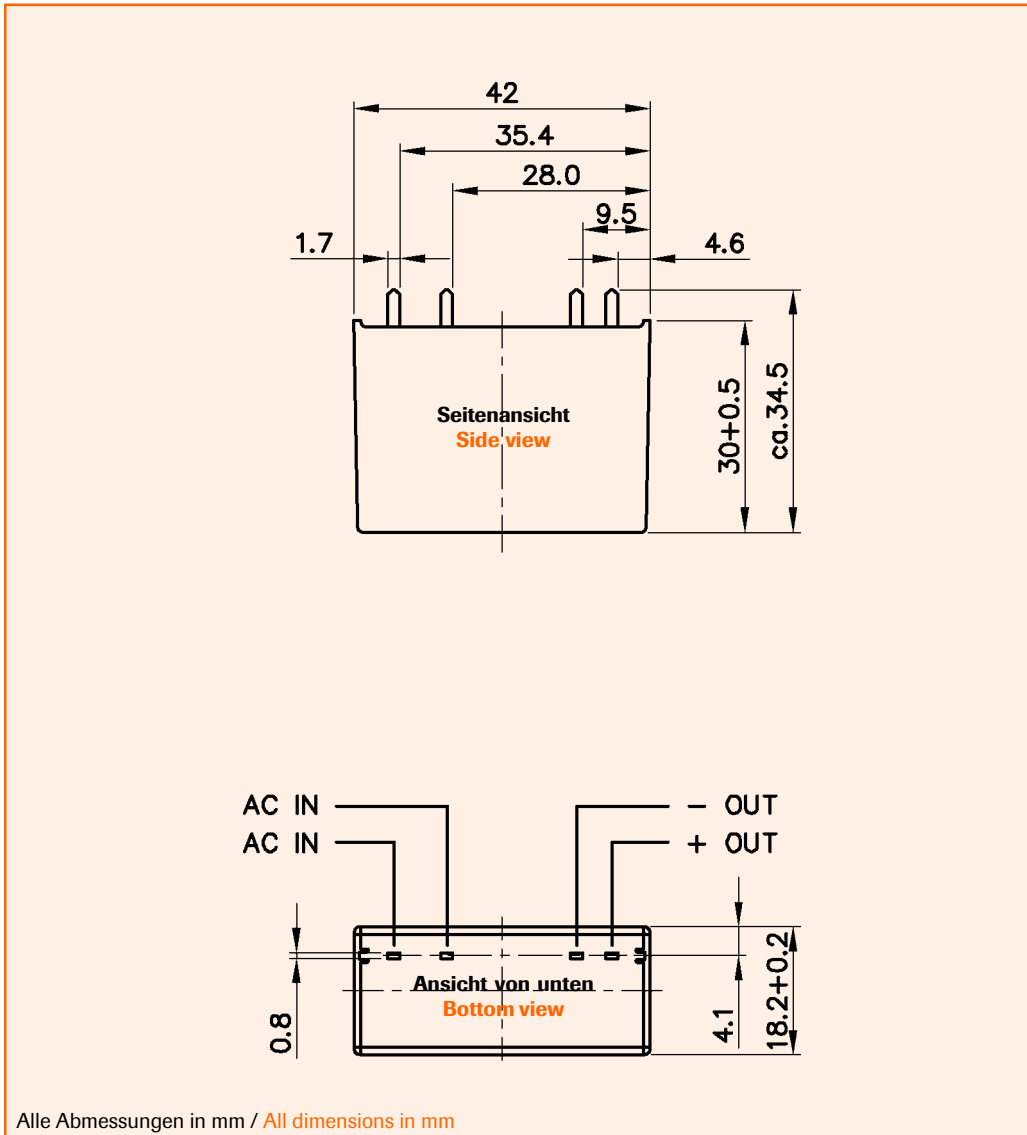 42
35.4
28.0
9.5
1.7
4.6
Seitenansicht
Side view
30+0.5
ca.34.5
AC IN
- OUT
AC IN
+ OUT
Ansicht von unten
Bottom view
0.8
4.1
18.2+0.2
Alle Abmessungen in mm / All dimensions in mm